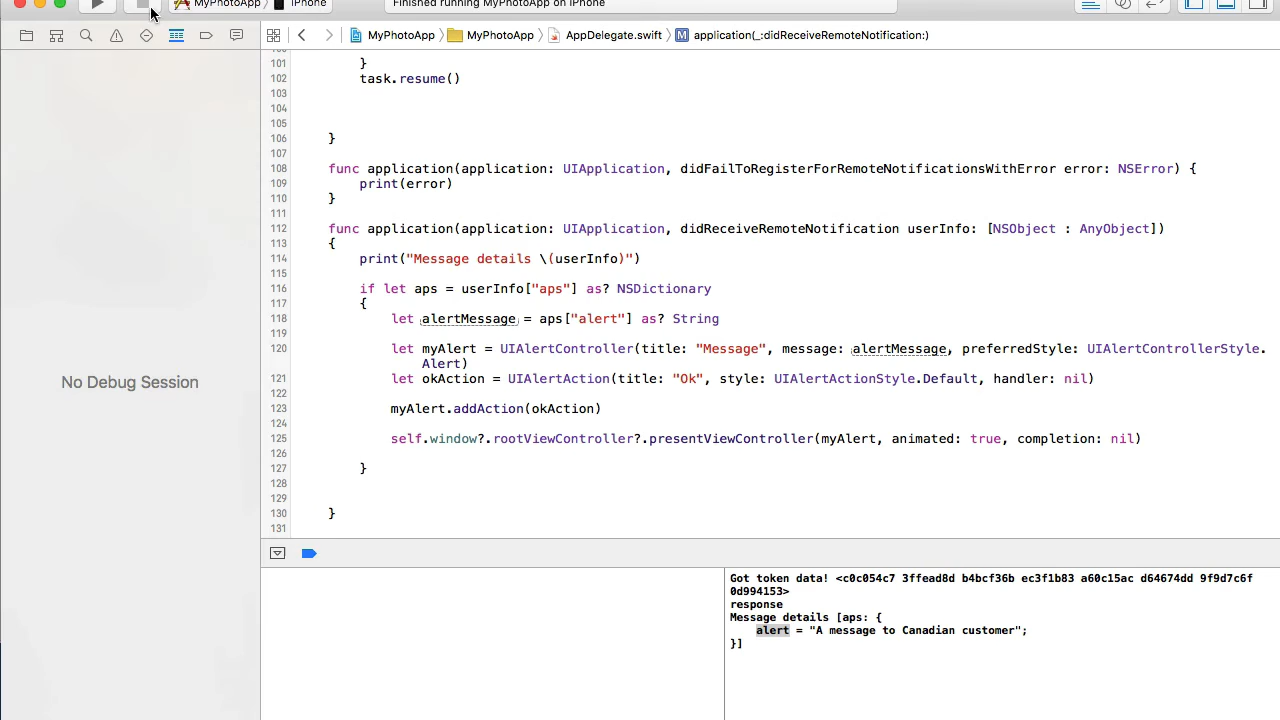 MyPhotoApp iPhone Finished running MyPhotoApp on iPhone
MyPhotoApp MyPhotoApp AppDelegate.swift M application(_:didReceiveRemoteNotification:)
101 }
102 task.resume()
103
104
105
106 }
107
108 func application(application: UIApplication, didFailToRegisterForRemoteNotificationsWithError error: NSError) {
109 print(error)
110 }
111
112 func application(application: UIApplication, didReceiveRemoteNotification userInfo: [NSObject : AnyObject])
113 {
114 print("Message details \(userInfo)")
115
116 if let aps = userInfo["aps"] as? NSDictionary
117 {
118 let alertMessage = aps["alert"] as? String
119
120 let myAlert = UIAlertController(title: "Message", message: alertMessage, preferredStyle: UIAlertControllerStyle.
Alert)
121 let okAction = UIAlertAction(title: "Ok", style: UIAlertActionStyle.Default, handler: nil)
122
123 myAlert.addAction(okAction)
124
125 self.window?.rootViewController?.presentViewController(myAlert, animated: true, completion: nil)
126
127 }
128
129
130 }
131
No Debug Session
Got token data! <c0c054c7 3ffead8d b4bcf36b ec3f1b83 a60c15ac d64674dd 9f9d7c6f
0d994153>
response
Message details [aps: {
alert = "A message to Canadian customer";
}]